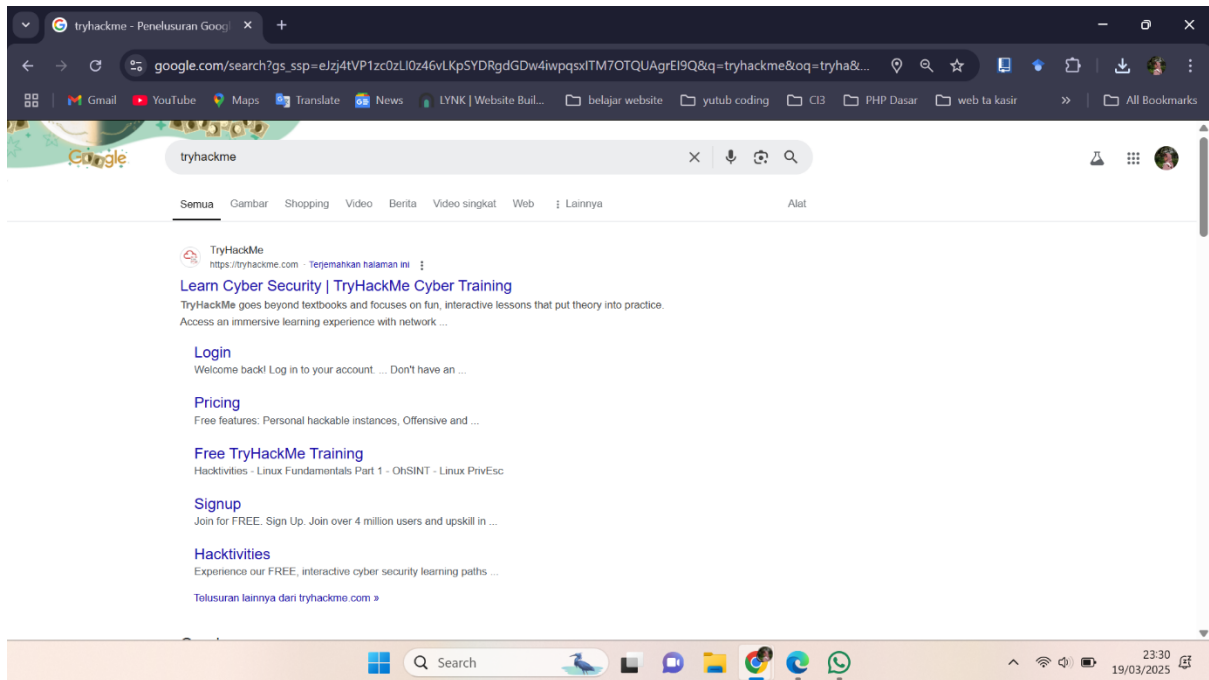 tryhackme - Penelusuran Googl
google.com/search?gs_ssp=eJzj4tVP1zc0zLI0z46vLKpSYDRgdGDw4iwpqsxITM7OTQUAgrEI9Q&q=tryhackme&oq=tryha&...
Gmail YouTube Maps Translate News LYNK | Website Buil... belajar website yutub coding CI3 PHP Dasar web ta kasir » All Bookmarks
Google
tryhackme
Semua Gambar Shopping Video Berita Video singkat Web Lainnya Alat
TryHackMe
https://tryhackme.com · Terjemahkan halaman ini
Learn Cyber Security | TryHackMe Cyber Training
TryHackMe goes beyond textbooks and focuses on fun, interactive lessons that put theory into practice.
Access an immersive learning experience with network ...
Login
Welcome back! Log in to your account. ... Don't have an ...
Pricing
Free features: Personal hackable instances, Offensive and ...
Free TryHackMe Training
Hacktivities - Linux Fundamentals Part 1 - OhSINT - Linux PrivEsc
Signup
Join for FREE. Sign Up. Join over 4 million users and upskill in ...
Hacktivities
Experience our FREE, interactive cyber security learning paths ...
Telusuran lainnya dari tryhackme.com »
Search
23:30
19/03/2025